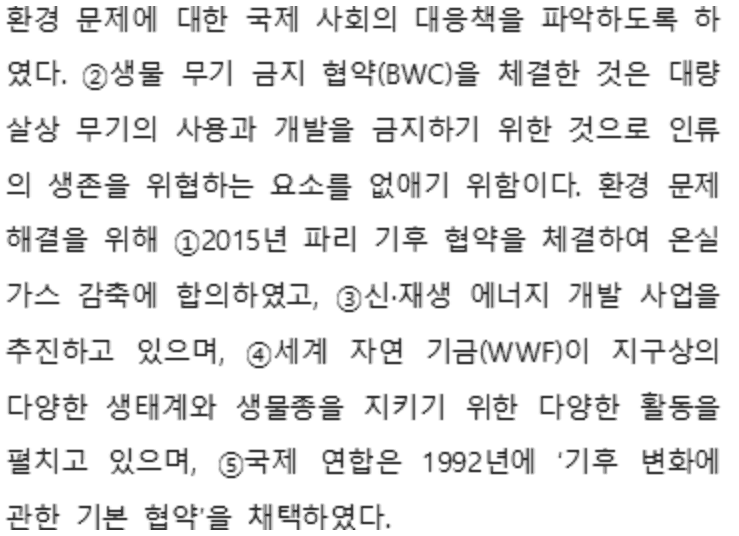 환경 문제에 대한 국제 사회의 대응책을 파악하도록 하
였다. ②생물 무기 금지 협약(BWC)을 체결한 것은 대량
살상 무기의 사용과 개발을 금지하기 위한 것으로 인류
의 생존을 위협하는 요소를 없애기 위함이다. 환경 문제
해결을 위해 ①2015년 파리 기후 협약을 체결하여 온실
가스 감축에 합의하였고, ③신·재생 에너지 개발 사업을
추진하고 있으며, ④세계 자연 기금(WWF)이 지구상의
다양한 생태계와 생물종을 지키기 위한 다양한 활동을
펼치고 있으며, ⑤국제 연합은 1992년에 '기후 변화에
관한 기본 협약'을 채택하였다.